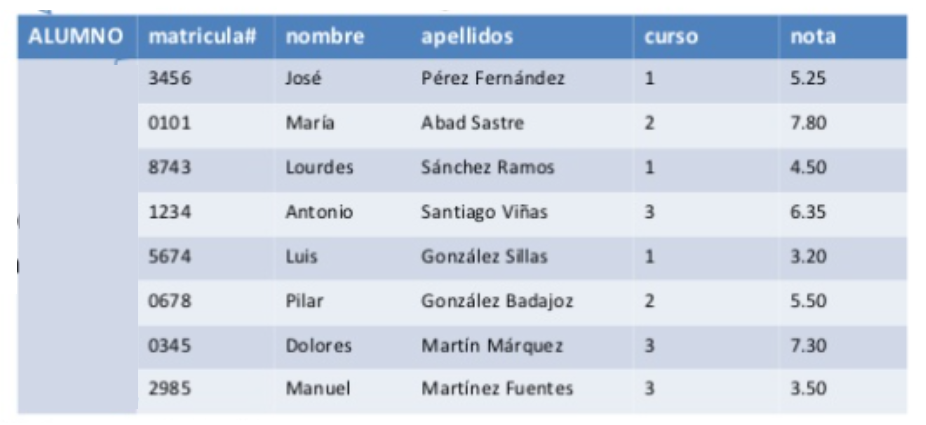 ALUMNO matricula# nombre apellidos curso nota
3456 José Pérez Fernández 1 5.25
0101 María Abad Sastre 2 7.80
8743 Lourdes Sánchez Ramos 1 4.50
1234 Antonio Santiago Viñas 3 6.35
5674 Luis González Sillas 1 3.20
0678 Pilar González Badajoz 2 5.50
0345 Dolores Martín Márquez 3 7.30
2985 Manuel Martínez Fuentes 3 3.50